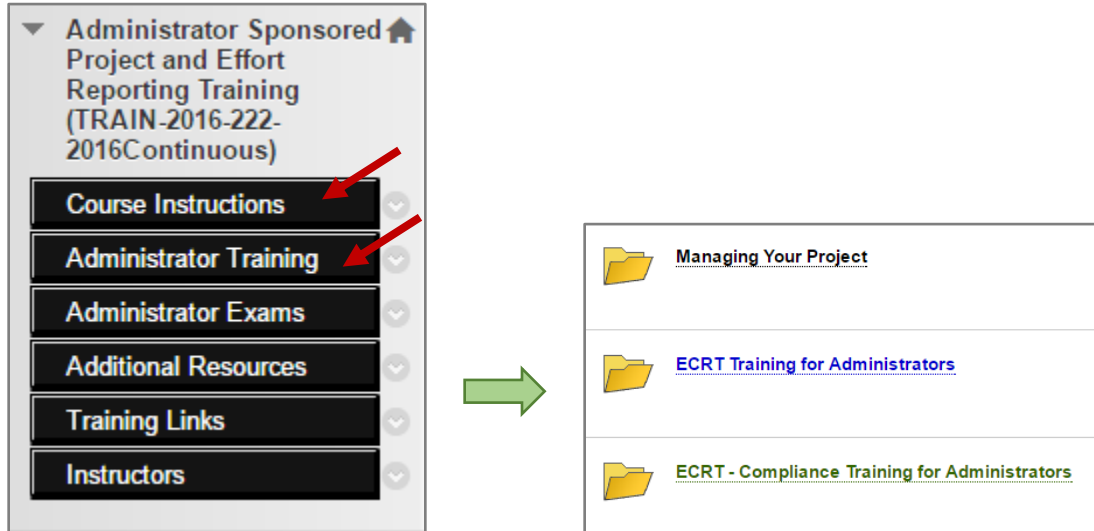 Administrator Sponsored
Project and Effort
Reporting Training
(TRAIN-2016-222-
2016Continuous)
Course Instructions
Administrator Training
Administrator Exams
Additional Resources
Training Links
Instructors
Managing Your Project
ECRT Training for Administrators
ECRT - Compliance Training for Administrators